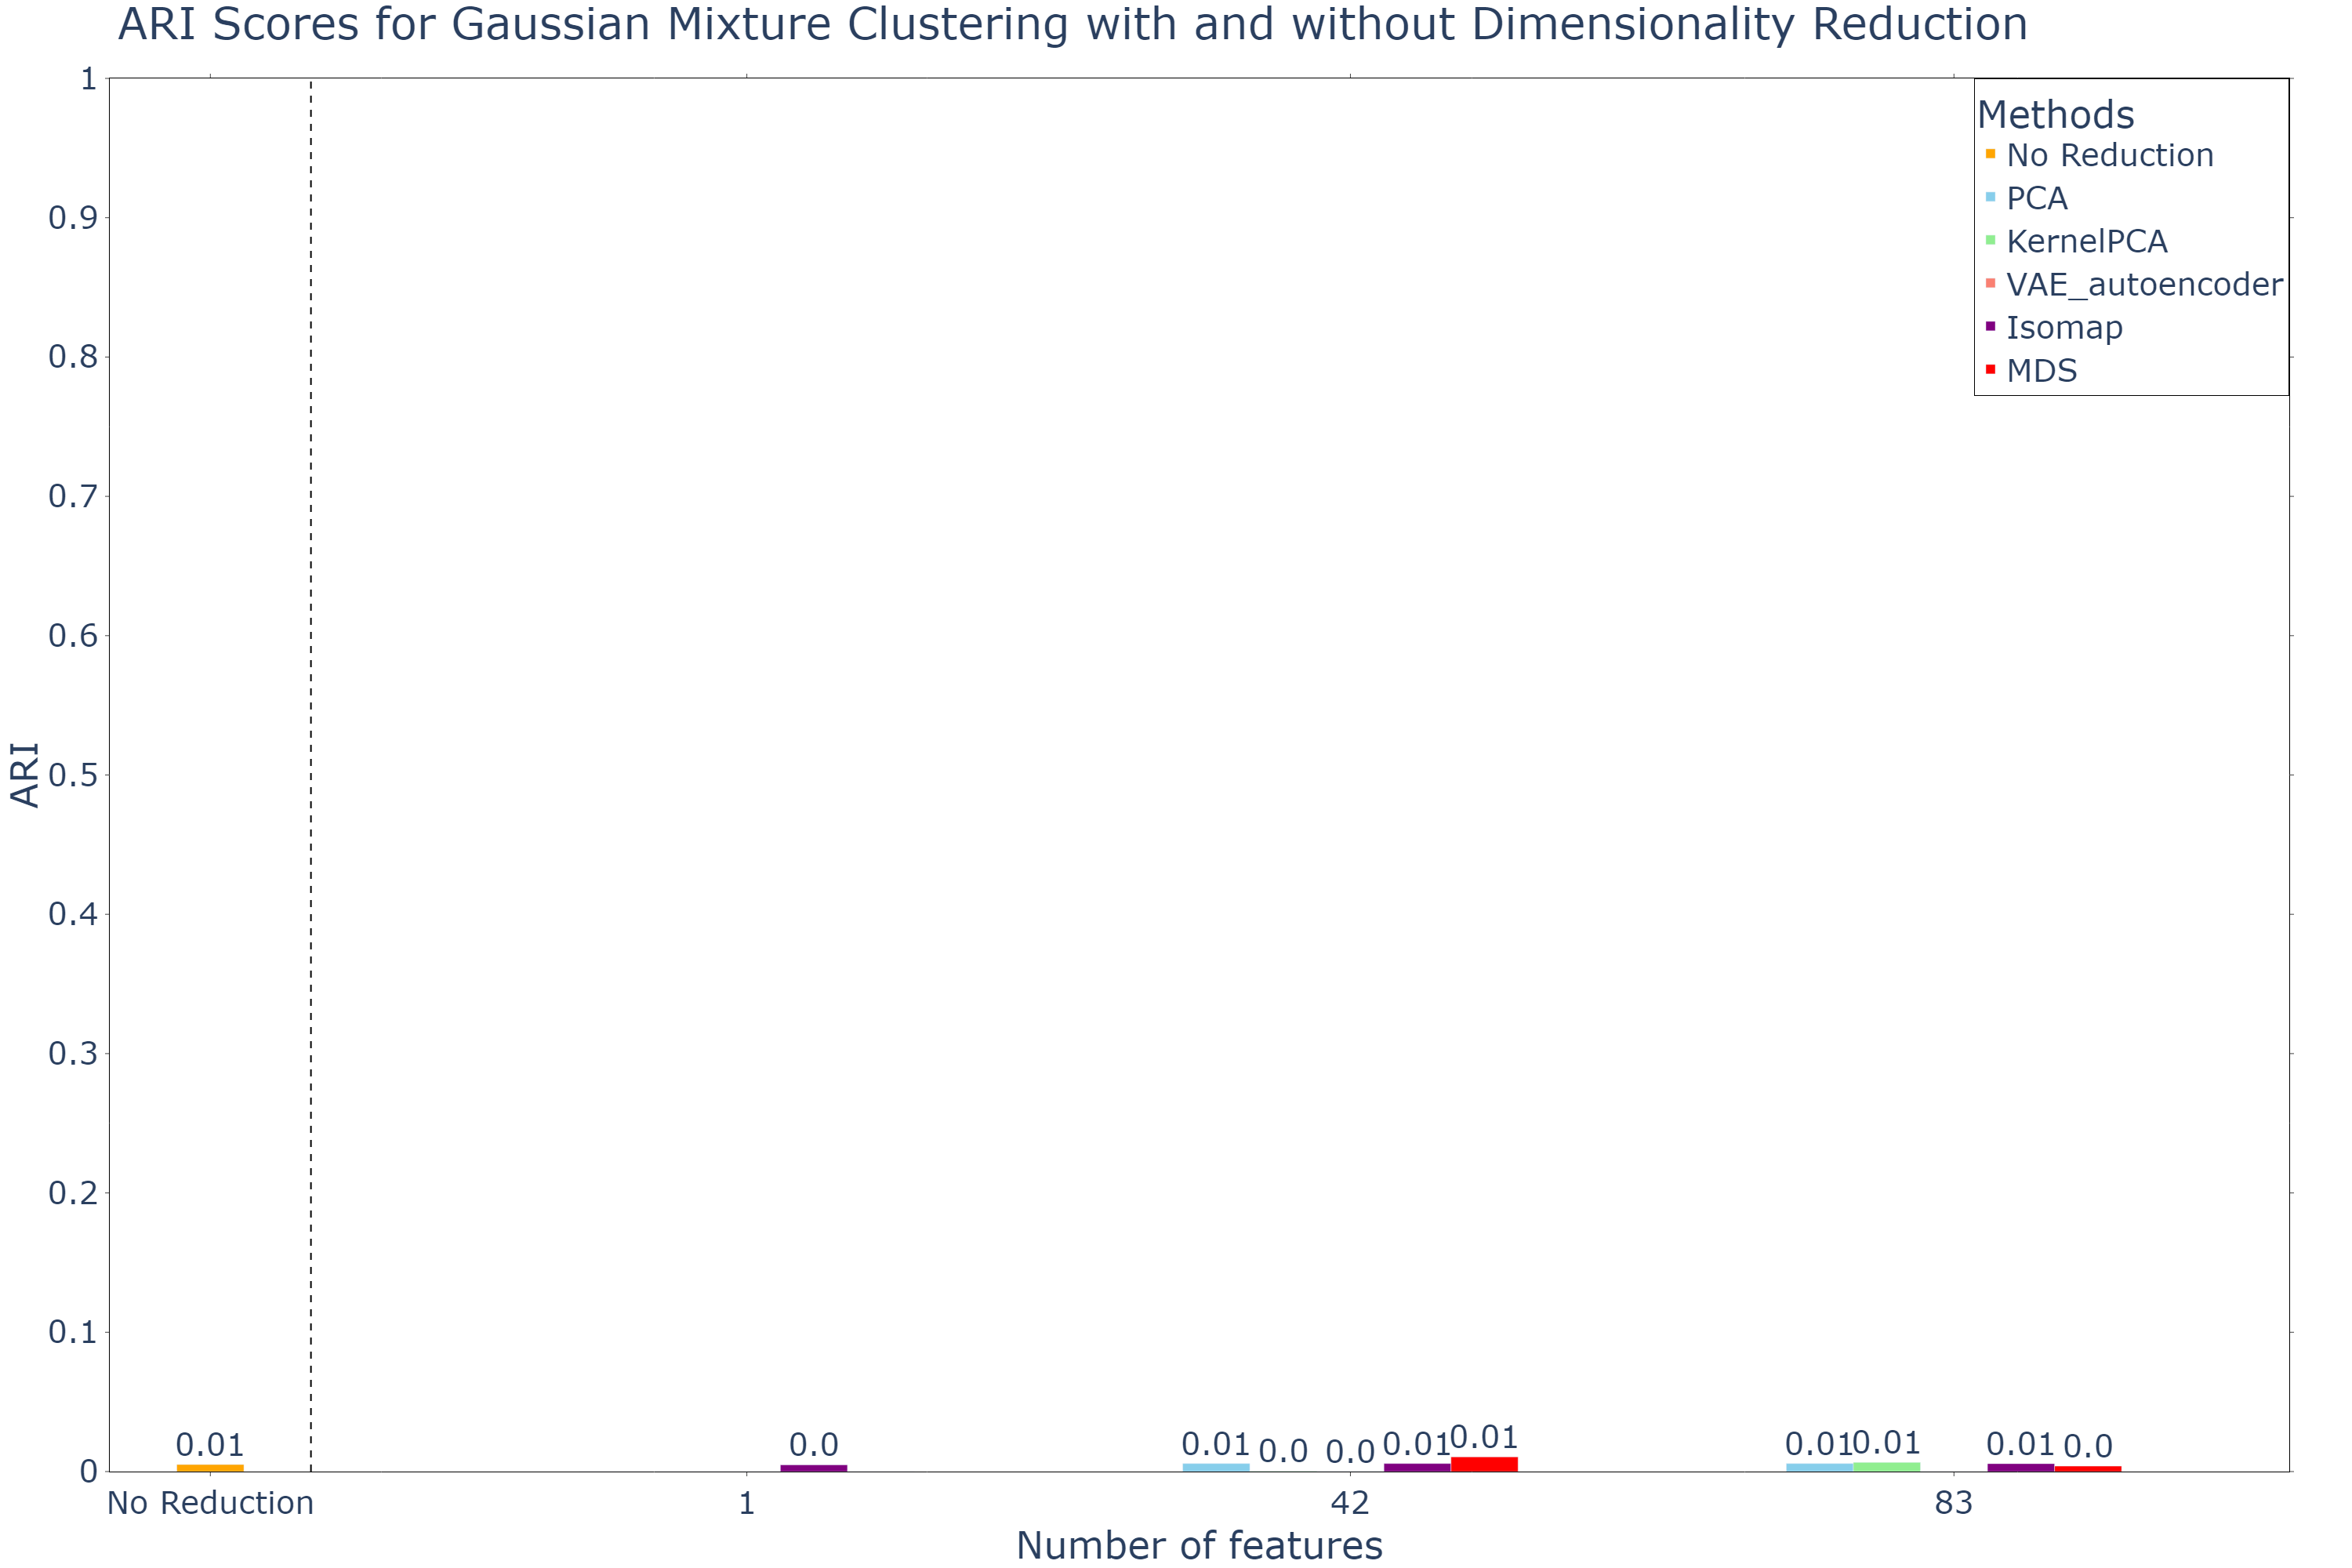 ARI Scores for Gaussian Mixture Clustering with and without Dimensionality Reduction
1
0.9
0.8
0.7
0.6
0.5
0.4
0.3
0.2
0.1
0
ARI
Methods
No Reduction
PCA
KernelPCA
VAE_autoencoder
Isomap
MDS
0.01
0.0
0.01
0.0
0.0
0.01
0.01
0.01
0.01
0.01
0.0
No Reduction
1
42
83
Number of features